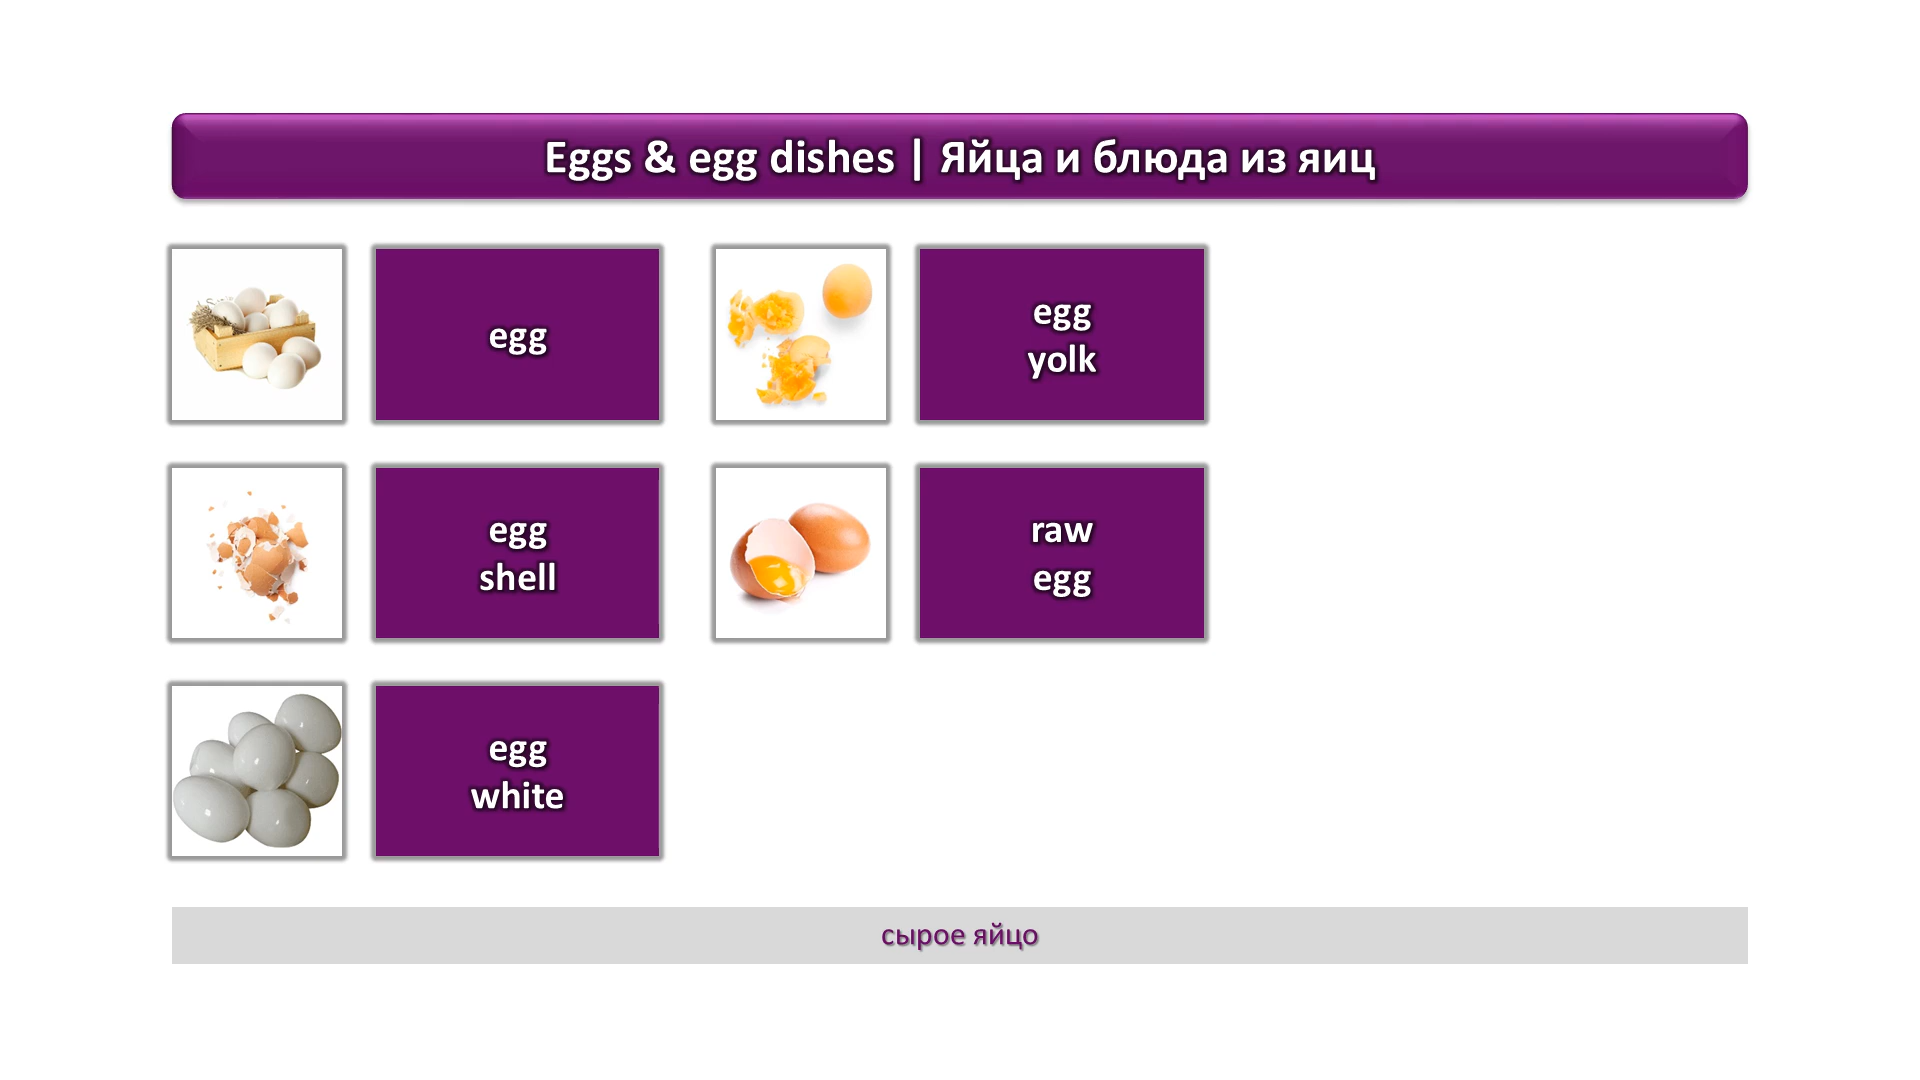 Eggs & egg dishes | Яйца и блюда из яиц
egg
egg
yolk
egg
shell
raw
egg
egg
white
сырое яйцо